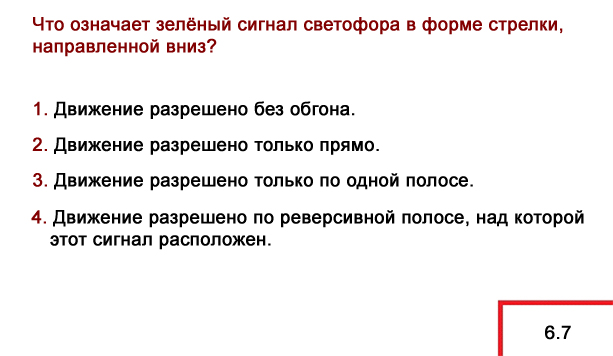 Что означает зелёный сигнал светофора в форме стрелки,
направленной вниз?
1. Движение разрешено без обгона.
2. Движение разрешено только прямо.
3. Движение разрешено только по одной полосе.
4. Движение разрешено по реверсивной полосе, над которой
этот сигнал расположен.
6.7